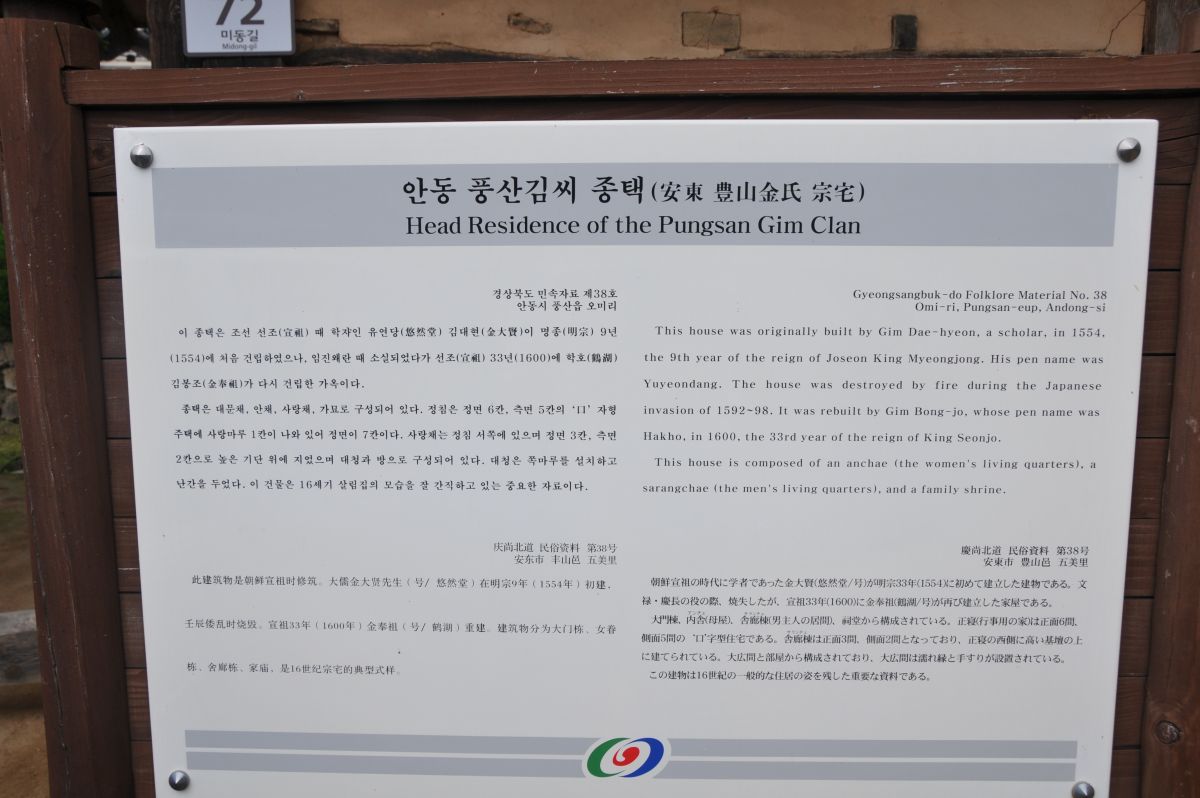 72
미동길
Midong-gil
안동 풍산김씨 종택(安東 豊山金氏 宗宅)
Head Residence of the Pungsan Gim Clan
경상북도 민속자료 제38호
안동시 풍산읍 오미리
이 종택은 조선 선조(宣祖) 때 학쟈인 유연당(悠然堂) 김대현(金大賢)이 명종(明宗) 9년
(1554)에 처음 건립하였으나, 임진왜란 때 소실되었다가 선조(宣祖) 33년(1600)에 학호(鶴湖)
김봉조(金奉祖)가 다시 건립한 가옥이다.
종택은 대문채, 안채, 사랑채, 가묘로 구성되어 있다. 정침은 정면 6칸, 측면 5칸의 ‘口’ 자형
주택에 사랑마루 1칸이 나와 있어 정면이 7칸이다. 사랑채는 정침 서쪽에 있으며 정면 3칸, 측면
2칸으로 높은 기단 위에 지었으며 대청과 방으로 구성되어 있다. 대청은 쪽마루를 설치하고
난간을 두었다. 이 건물은 16세기 살림집의 모습을 잘 간직하고 있는 중요한 자료이다.
Gyeongsangbuk-do Folklore Material No. 38
Omi-ri, Pungsan-eup, Andong-si
This house was originally built by Gim Dae-hyeon, a scholar, in 1554,
the 9th year of the reign of Joseon King Myeongjong. His pen name was
Yuyeondang. The house was destroyed by fire during the Japanese
invasion of 1592~98. It was rebuilt by Gim Bong-jo, whose pen name was
Hakho, in 1600, the 33rd year of the reign of King Seonjo.
This house is composed of an anchae (the women's living quarters), a
sarangchae (the men's living quarters), and a family shrine.
庆尚北道 民俗资料 第38号
安东市 丰山邑 五美里
此建筑物是朝鲜宣祖时修筑。大儒金大贤先生（号/ 悠然堂）在明宗9年（1554年）初建，
壬辰倭乱时烧毁。宣祖33年（1600年）金奉祖（号/ 鹤湖）重建。建筑物分为大门栋、女眷
栋、舍廊栋、家庙、是16世纪宗宅的典型式样。
慶尚北道 民俗資料 第38号
安東市 豊山邑 五美里
朝鮮宣祖の時代に学者であった金大賢(悠然堂/号)が明宗33年(1554)に初めて建立した建物である。文
禄・慶長の役の際、焼失したが、宣祖33年(1600)に金奉祖(鶴湖/号)が再び建立した家屋である。
大門棟、内舎(母屋)、舎廊棟(男主人の居間)、祠堂から構成されている。正寝(行事用の家)は正面6間、
側面5間の‘口’字型住宅である。舎廊棟は正面3間、側面2間となっており、正寝の西側に高い基壇の上
に建てられている。大広間と部屋から構成されており、大広間は濡れ縁と手すりが設置されている。
この建物は16世紀の一般的な住居の姿を残した重要な資料である。